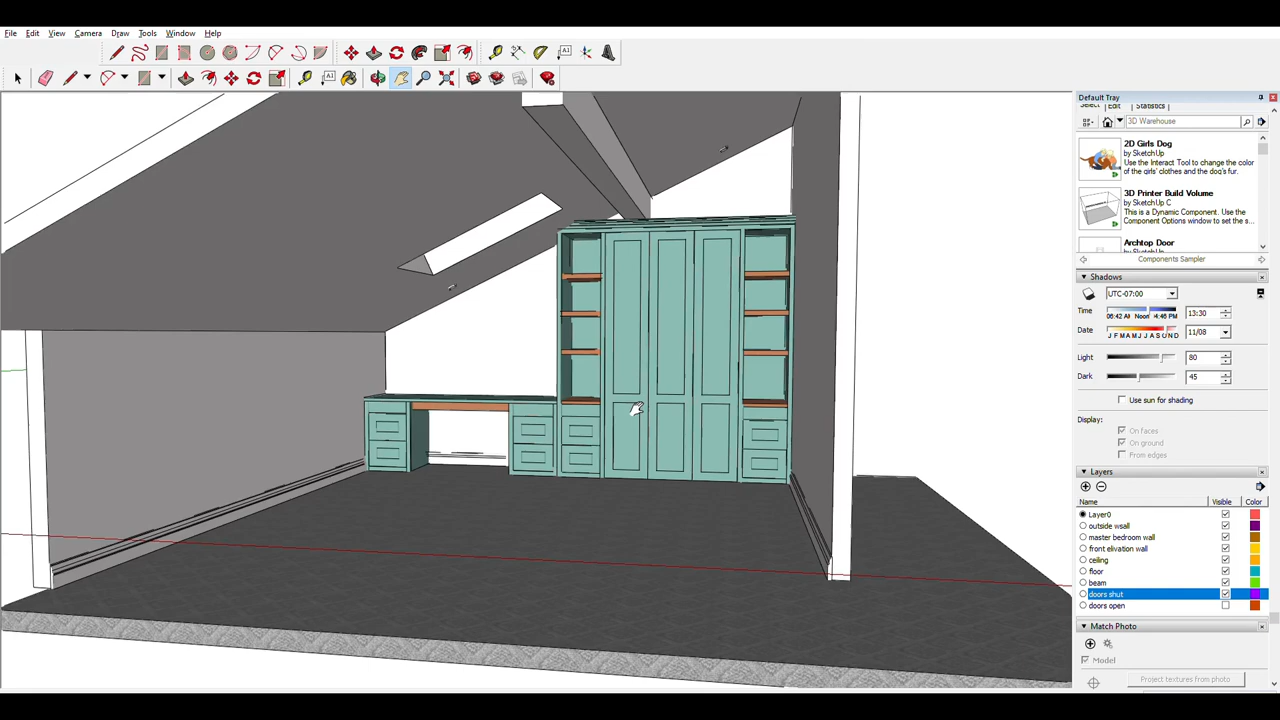 File Edit View Camera Draw Tools Window Help
Default Tray
Select Edit Statistics
3D Warehouse
2D Girls Dog
by SketchUp
Use the Interact Tool to change the color
of the girls' clothes and the dog's fur.
3D Printer Build Volume
by SketchUp C
This is a Dynamic Component. Use the
Component Options window to set the s...
Archtop Door
Components Sampler
Shadows
UTC-07:00
Time 06:42 AM Noon 4:46 PM 13:30
Date J F M A M J J A S O N D 11/08
Light 80
Dark 45
Use sun for shading
Display:
On faces
On ground
From edges
Layers
Name Visible Color
Layer0
outside wsall
master bedroom wall
front elivation wall
ceiling
floor
beam
doors shut
doors open
Match Photo
Model
Project textures from photo